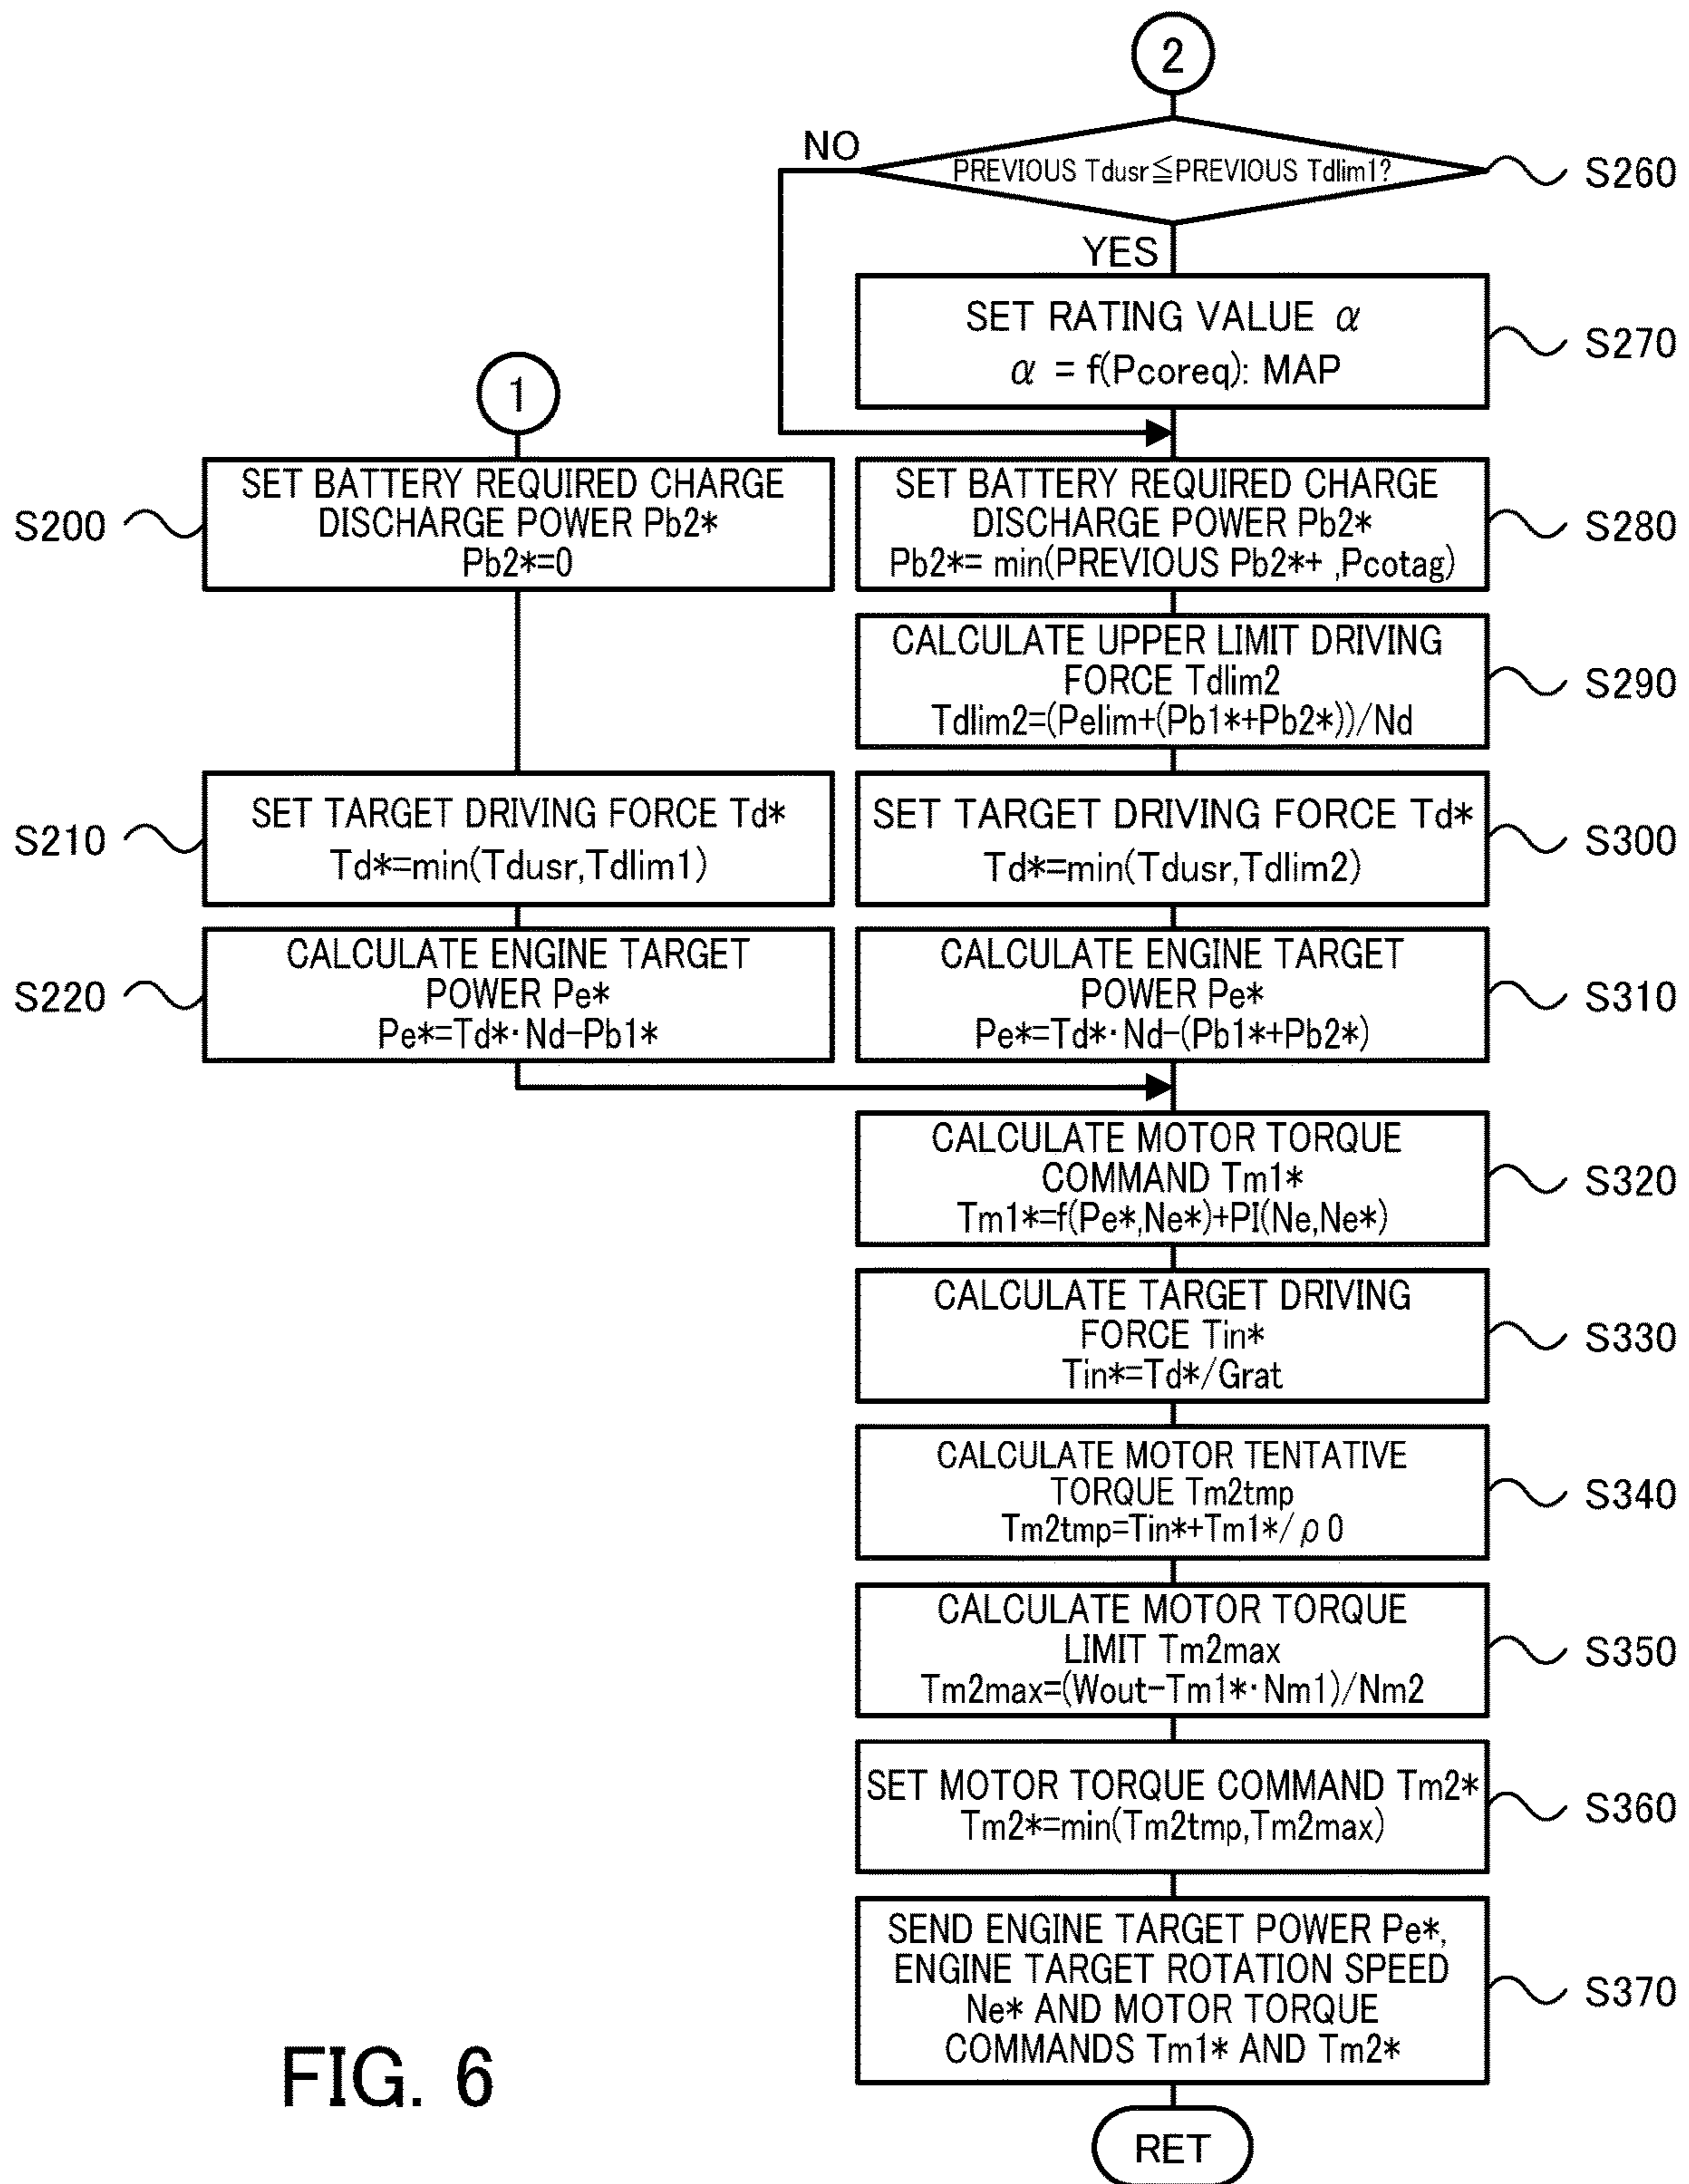 2
NO
PREVIOUS Tdusr≦PREVIOUS Tdlim1?
S260
YES
SET RATING VALUE α
α = f(Pcoreq): MAP
S270
1
S200
SET BATTERY REQUIRED CHARGE
DISCHARGE POWER Pb2*
Pb2*=0
SET BATTERY REQUIRED CHARGE
DISCHARGE POWER Pb2*
Pb2*= min(PREVIOUS Pb2*+ ,Pcotag)
S280
CALCULATE UPPER LIMIT DRIVING
FORCE Tdlim2
Tdlim2=(Pelim+(Pb1*+Pb2*))/Nd
S290
S210
SET TARGET DRIVING FORCE Td*
Td*=min(Tdusr,Tdlim1)
SET TARGET DRIVING FORCE Td*
Td*=min(Tdusr,Tdlim2)
S300
S220
CALCULATE ENGINE TARGET
POWER Pe*
Pe*=Td*·Nd-Pb1*
CALCULATE ENGINE TARGET
POWER Pe*
Pe*=Td*·Nd-(Pb1*+Pb2*)
S310
CALCULATE MOTOR TORQUE
COMMAND Tm1*
Tm1*=f(Pe*,Ne*)+PI(Ne,Ne*)
S320
CALCULATE TARGET DRIVING
FORCE Tin*
Tin*=Td*/Grat
S330
CALCULATE MOTOR TENTATIVE
TORQUE Tm2tmp
Tm2tmp=Tin*+Tm1*/ρ0
S340
CALCULATE MOTOR TORQUE
LIMIT Tm2max
Tm2max=(Wout-Tm1*·Nm1)/Nm2
S350
SET MOTOR TORQUE COMMAND Tm2*
Tm2*=min(Tm2tmp,Tm2max)
S360
SEND ENGINE TARGET POWER Pe*,
ENGINE TARGET ROTATION SPEED
Ne* AND MOTOR TORQUE
COMMANDS Tm1* AND Tm2*
S370
RET
FIG. 6